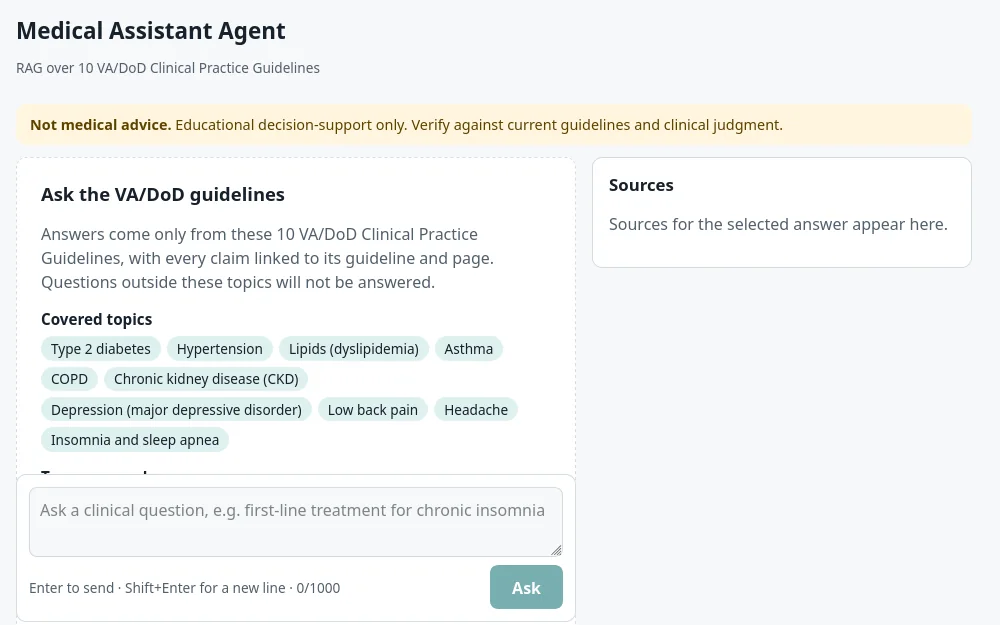 Medical Assistant Agent
RAG over 10 VA/DoD Clinical Practice Guidelines
Not medical advice. Educational decision-support only. Verify against current guidelines and clinical judgment.
Ask the VA/DoD guidelines
Answers come only from these 10 VA/DoD Clinical Practice
Guidelines, with every claim linked to its guideline and page.
Questions outside these topics will not be answered.
Covered topics
Type 2 diabetes
Hypertension
Lipids (dyslipidemia)
Asthma
COPD
Chronic kidney disease (CKD)
Depression (major depressive disorder)
Low back pain
Headache
Insomnia and sleep apnea
Ask a clinical question, e.g. first-line treatment for chronic insomnia
Enter to send · Shift+Enter for a new line · 0/1000
Ask
Sources
Sources for the selected answer appear here.